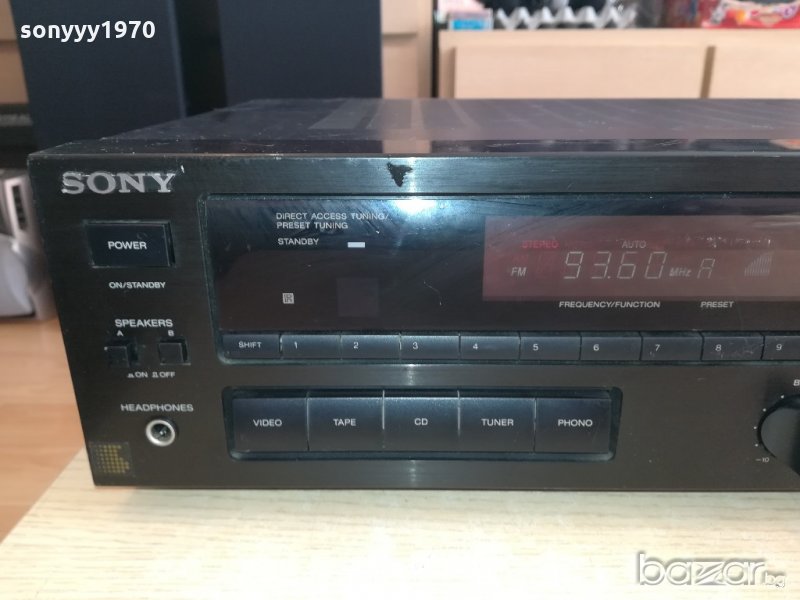 sonyyy1970
SONY
DIRECT ACCESS TUNING/
PRESET TUNING
STANDBY
POWER
ON/STANDBY
STEREO AUTO
FM 93.60 MHz A
FREQUENCY/FUNCTION PRESET
SPEAKERS
A B
ON OFF
SHIFT 1 2 3 4 5 6 7 8 9
HEADPHONES
VIDEO TAPE CD TUNER PHONO
-10
bazar.bg